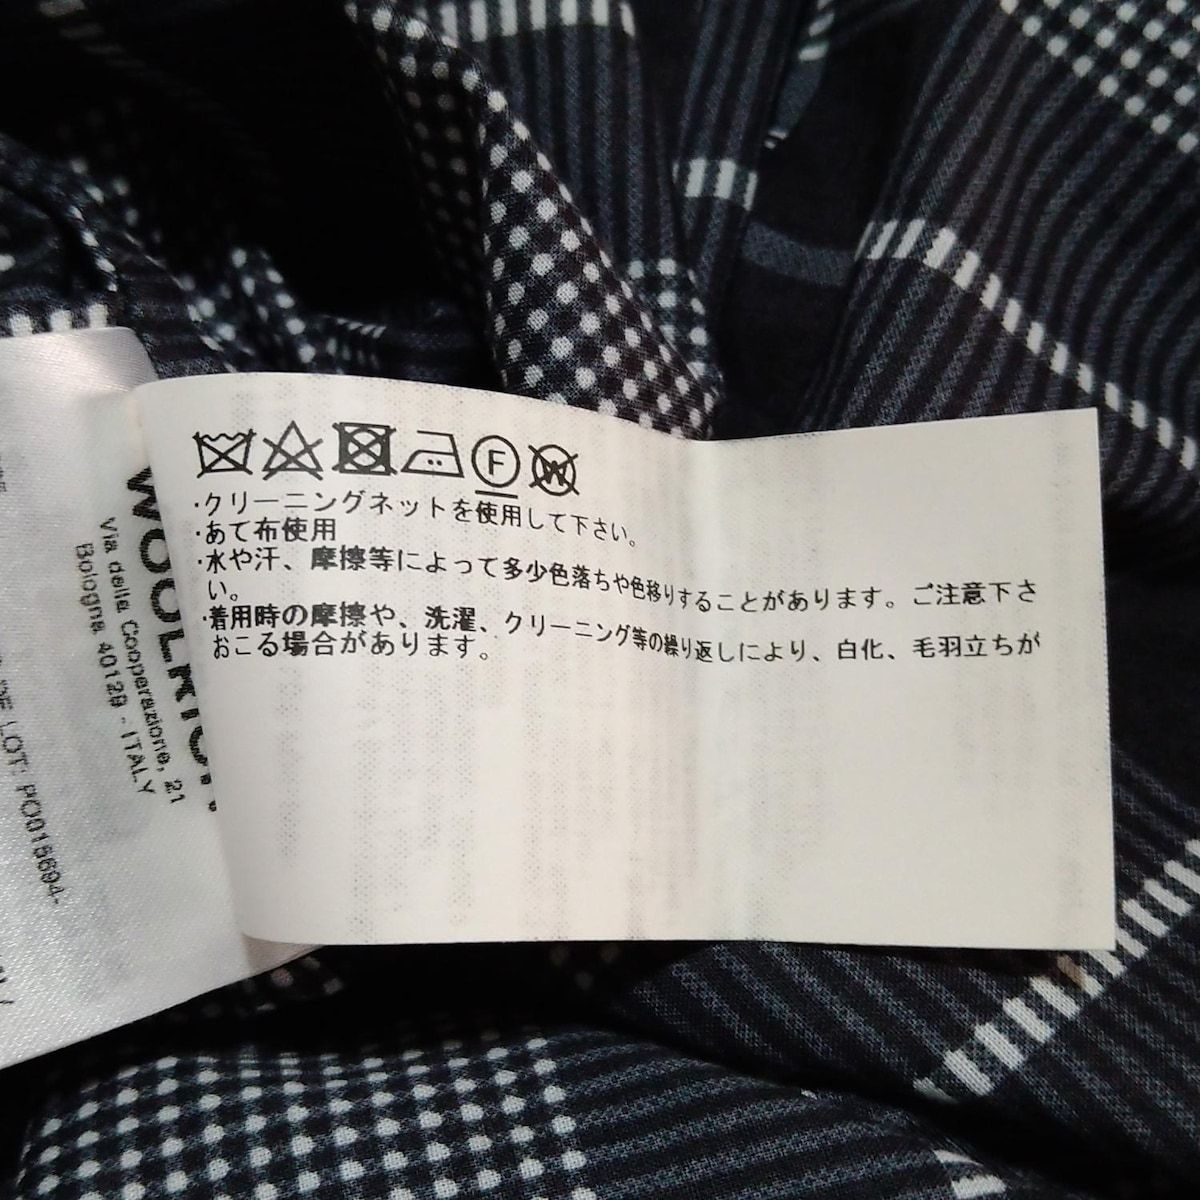 F
W
・クリーニングネットを使用して下さい。
・あて布使用
・水や汗、摩擦等によって多少色落ちや色移りすることがあります。ご注意下さ
い。
・着用時の摩擦や、洗濯、クリーニング等の繰り返しにより、白化、毛羽立ちが
おこる場合があります。
WOOLRICH
Via della Cooperazione, 21
Bologna 40129 - ITALY
LOT: PO015694-